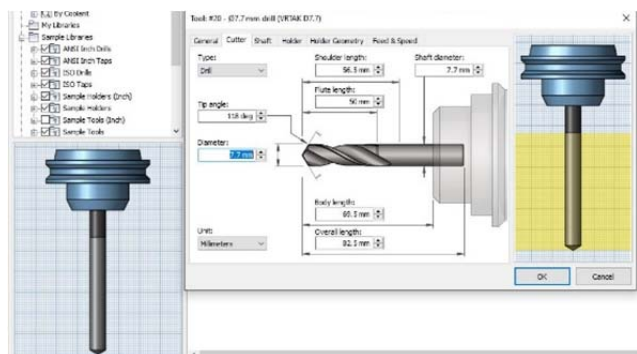 By Coolant
My Libraries
Sample Libraries
ANSI Inch Drills
ANSI Inch Taps
ISO Drills
ISO Taps
Sample Holders (Inch)
Sample Holders
Sample Tools (Inch)
Sample Tools
Tool: #20 - Ø7.7 mm drill (VRTAK D7.7)
General Cutter Shaft Holder Holder Geometry Feed & Speed
Type:
Drill
Shoulder length:
56.5 mm
Shaft diameter:
7.7 mm
Flute length:
50 mm
Tip angle:
118 deg
Diameter:
7.7 mm
Body length:
69.5 mm
Unit:
Millimeters
Overall length:
82.5 mm
OK Cancel